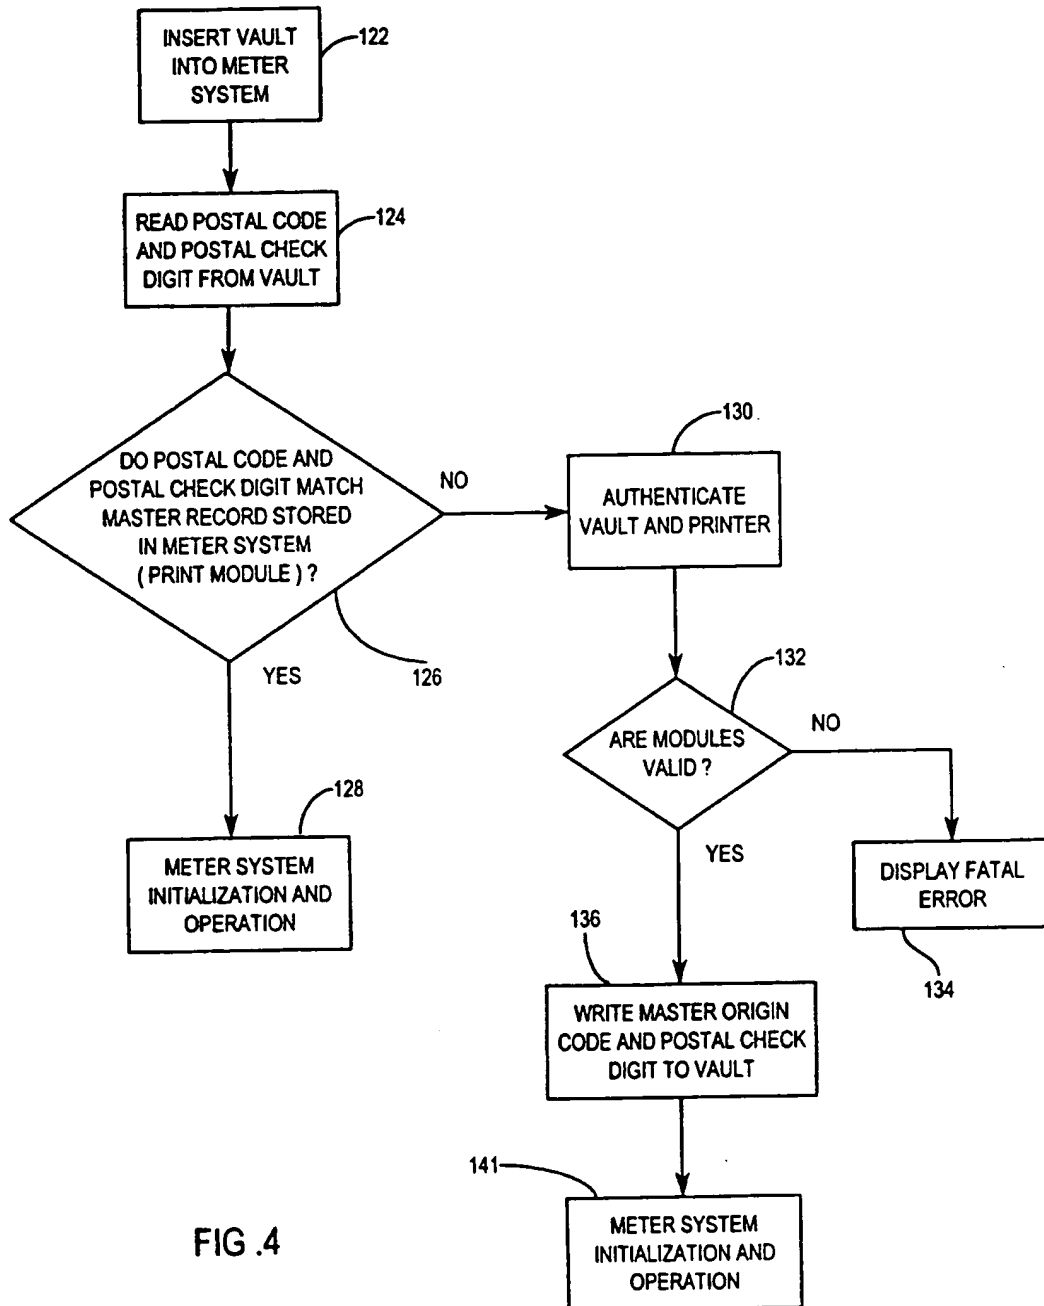 INSERT VAULT
INTO METER
SYSTEM
122
READ POSTAL CODE
AND POSTAL CHECK
DIGIT FROM VAULT
124
DO POSTAL CODE AND
POSTAL CHECK DIGIT MATCH
MASTER RECORD STORED
IN METER SYSTEM
( PRINT MODULE ) ?
126
NO
YES
130
AUTHENTICATE
VAULT AND PRINTER
132
ARE MODULES
VALID ?
NO
YES
128
METER SYSTEM
INITIALIZATION AND
OPERATION
DISPLAY FATAL
ERROR
134
136
WRITE MASTER ORIGIN
CODE AND POSTAL CHECK
DIGIT TO VAULT
141
METER SYSTEM
INITIALIZATION AND
OPERATION
FIG .4